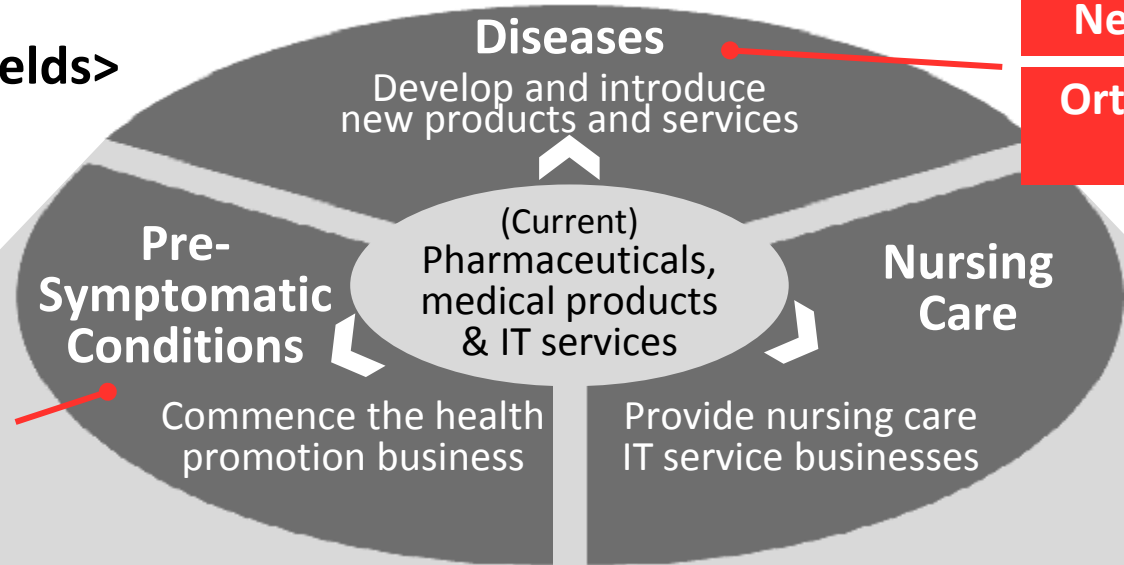 elds>
Diseases
Develop and introduce
new products and services
Ne
Ort
(Current)
Pharmaceuticals,
medical products
& IT services
Pre-
Symptomatic
Conditions
Nursing
Care
Commence the health
promotion business
Provide nursing care
IT service businesses